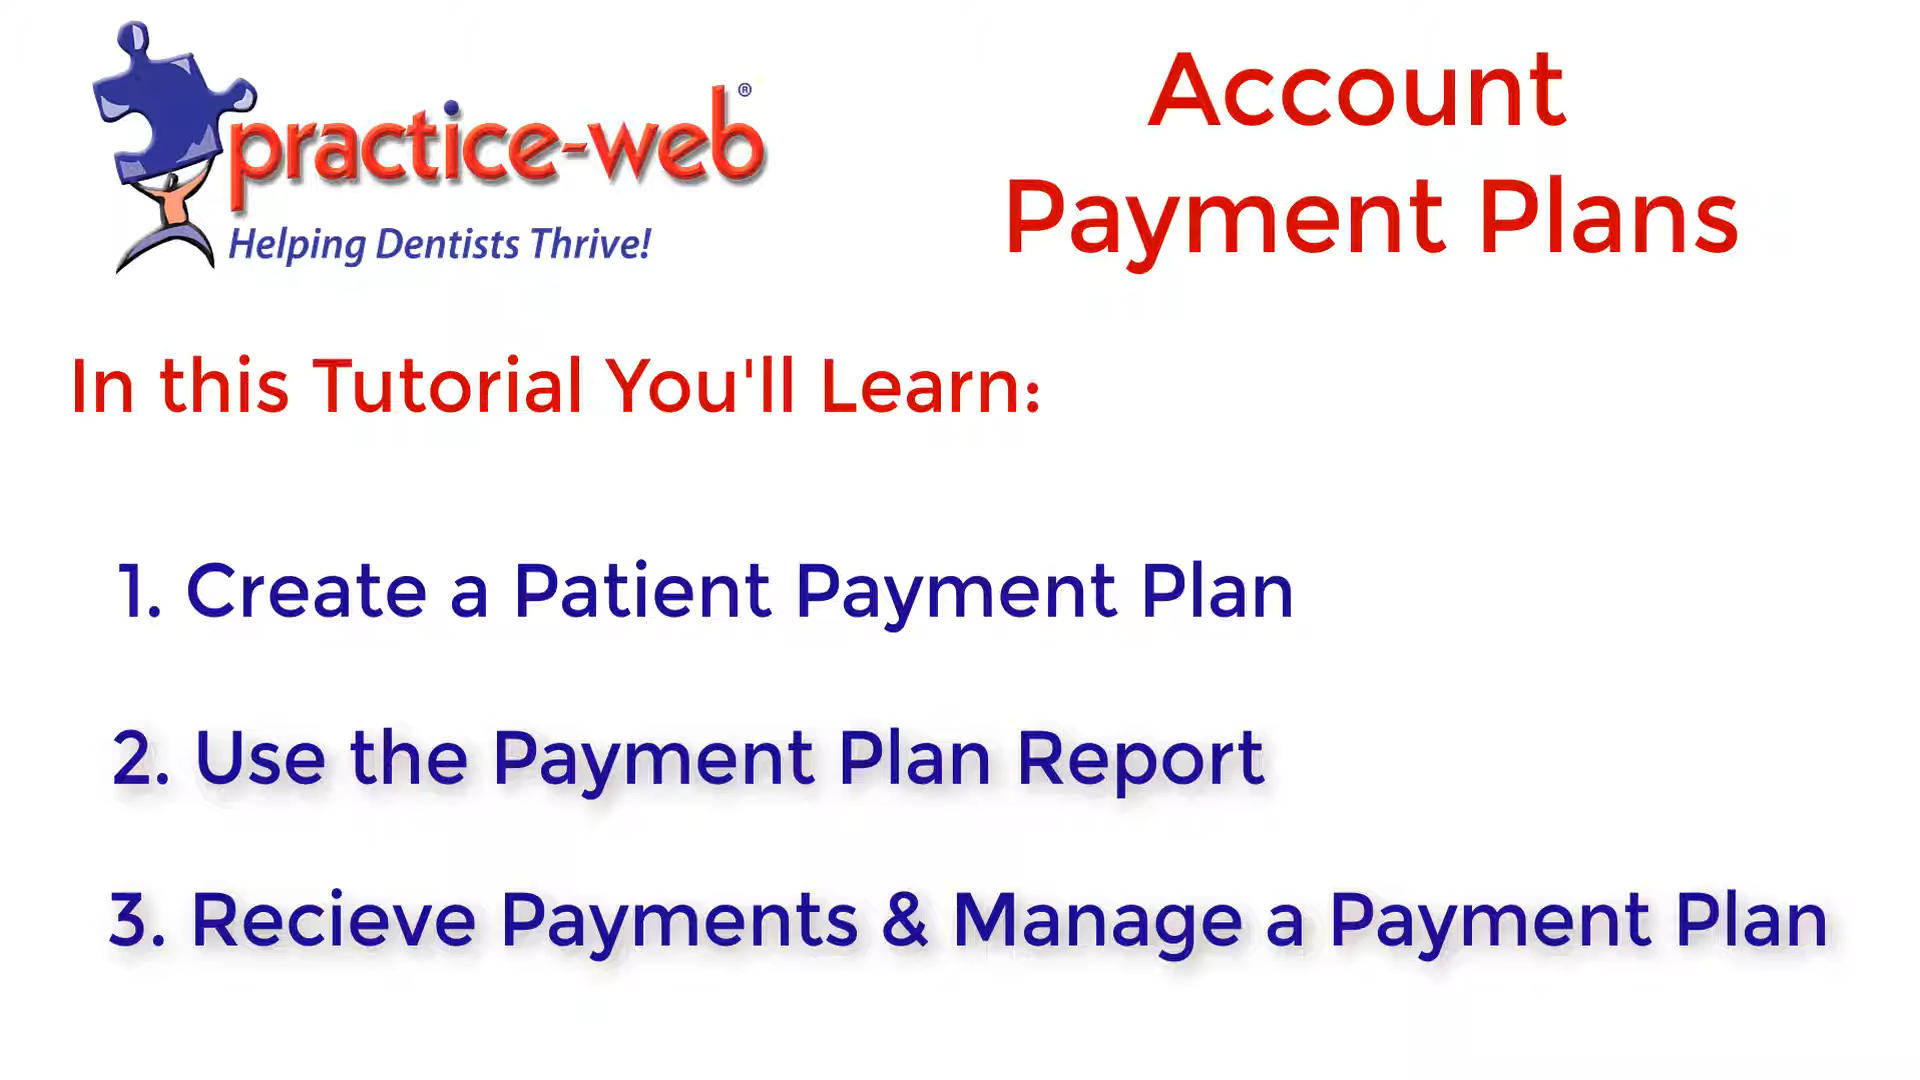 practice-web®
Helping Dentists Thrive!
Account
Payment Plans
In this Tutorial You'll Learn:
1. Create a Patient Payment Plan
2. Use the Payment Plan Report
3. Recieve Payments & Manage a Payment Plan